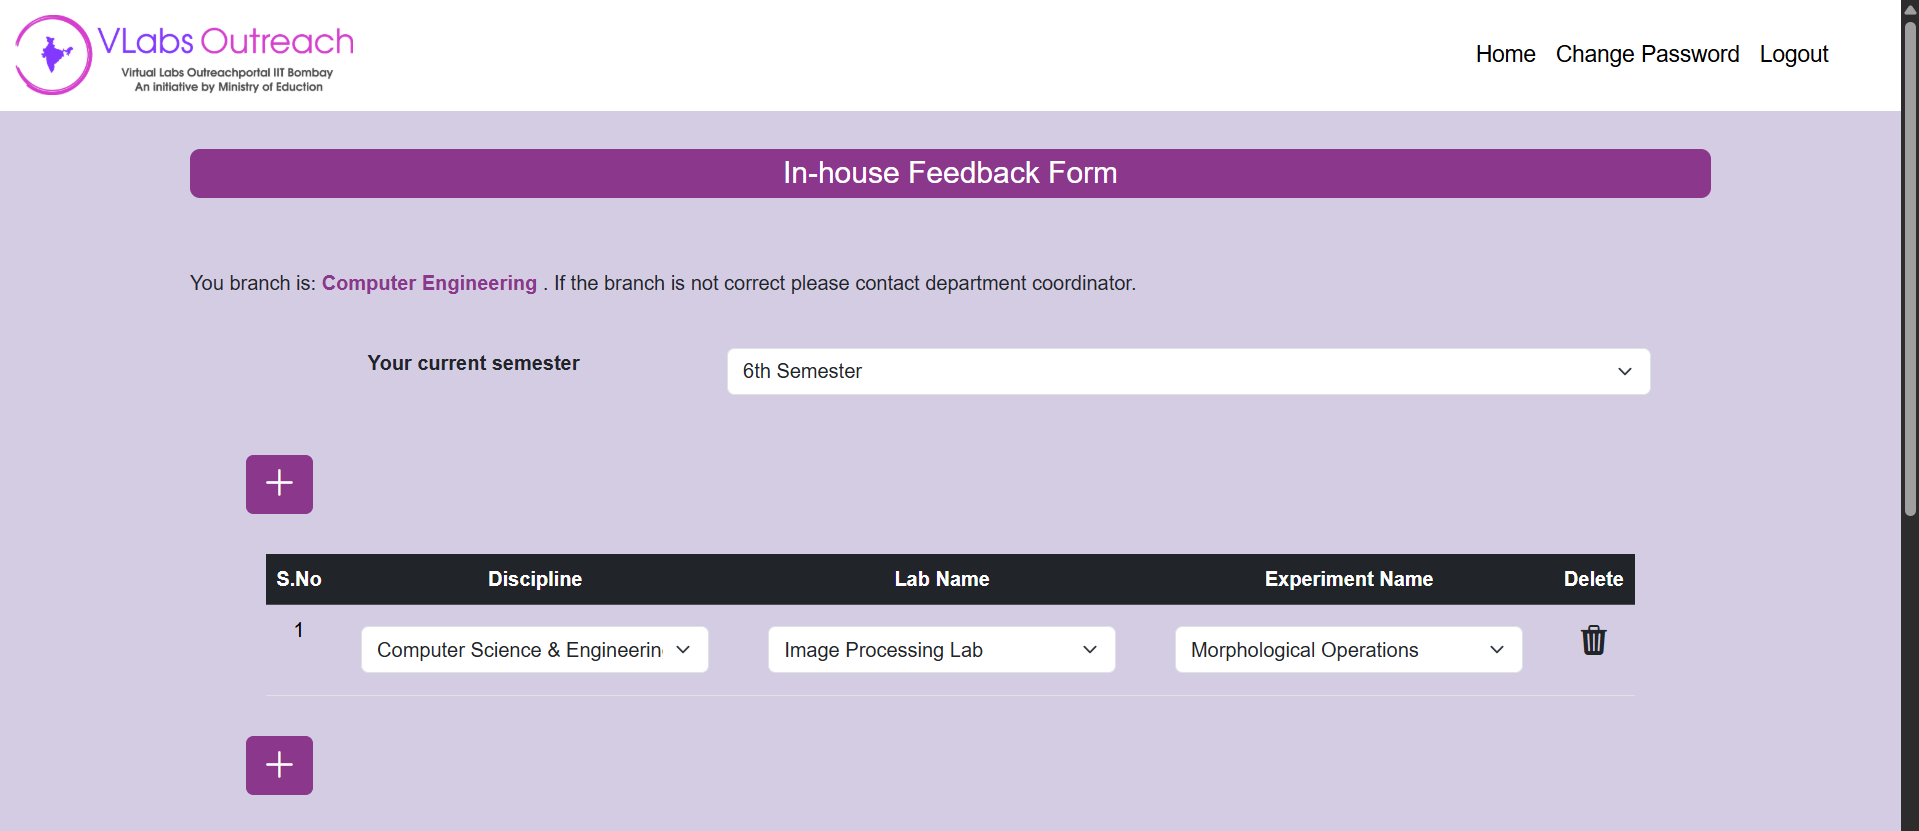 VLabs Outreach
Virtual Labs Outreachportal IIT Bombay
An initiative by Ministry of Eduction
Home Change Password Logout
In-house Feedback Form
You branch is: Computer Engineering . If the branch is not correct please contact department coordinator.
Your current semester
6th Semester
S.No Discipline Lab Name Experiment Name Delete
1 Computer Science & Engineerin Image Processing Lab Morphological Operations